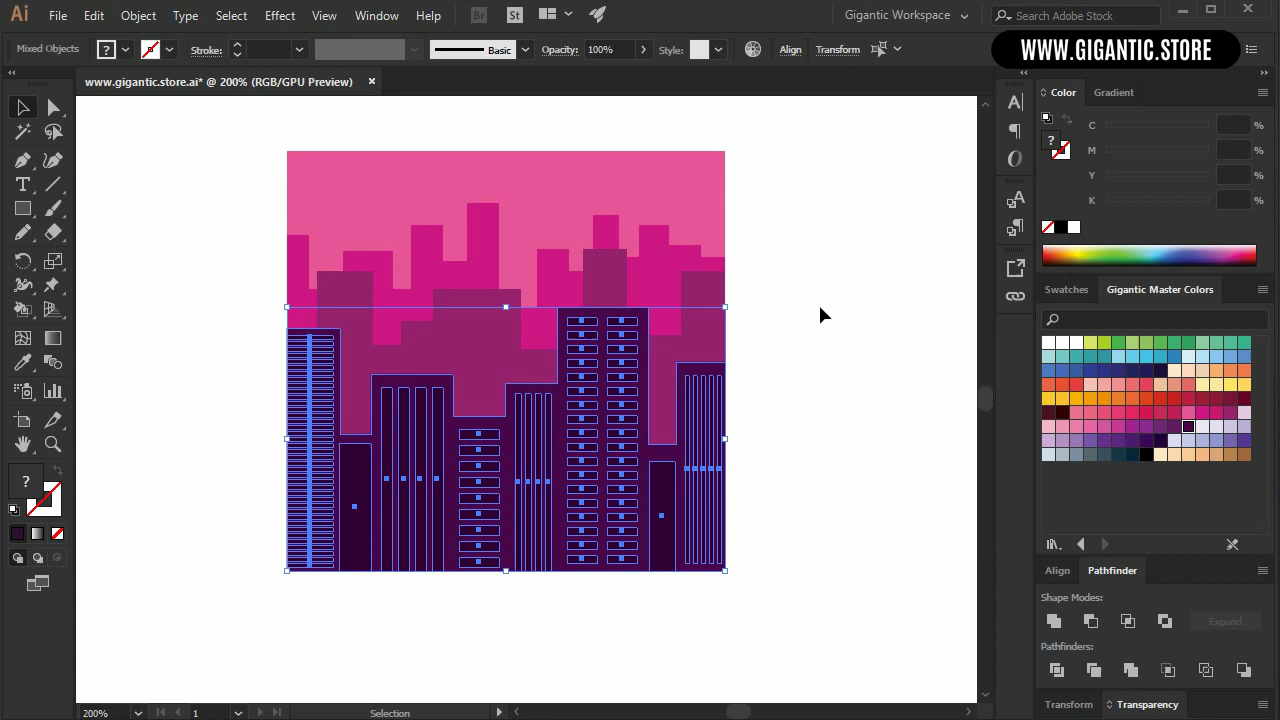 Ai File Edit Object Type Select Effect View Window Help Br St Gigantic Workspace Search Adobe Stock
Mixed Objects ? Stroke: Basic Opacity: 100% Style: Align Transform WWW.GIGANTIC.STORE
www.gigantic.store.ai* @ 200% (RGB/GPU Preview) ×
Color Gradient
C %
? M %
Y %
K %
Swatches Gigantic Master Colors
?
Align Pathfinder
Shape Modes:
Expand
Pathfinders:
Transform Transparency
200% 1 Selection